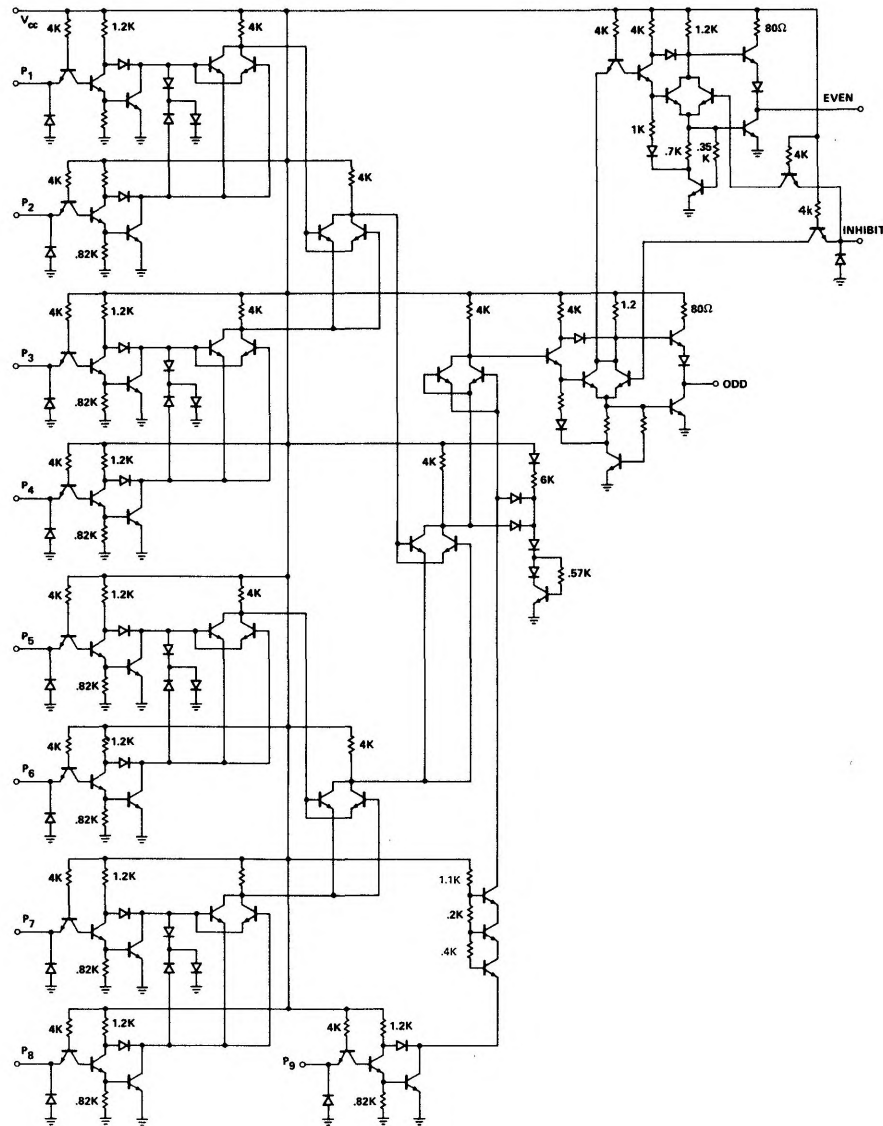 Vcc
4K 1.2K 4K
P1
4K 4K 1.2K 80Ω
EVEN
1K
.7K .35 K
4K
4k
INHIBIT
4K
P2
.82K
4K
4K 1.2K 4K
P3
.82K
4K 4K 1.2 80Ω
ODD
4K 1.2K
P4
.82K
4K
6K
.57K
4K 1.2K 4K
P5
.82K
4K 1.2K
P6
.82K
4K
4K 1.2K
P7
.82K
1.1K
.2K
.4K
4K 1.2K
P8
.82K
4K 1.2K
P9
.82K